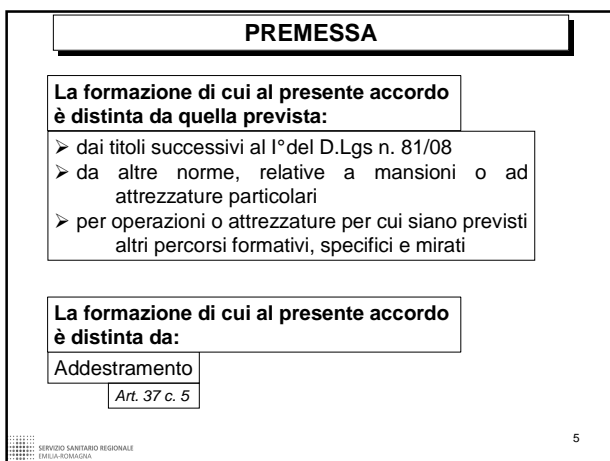 PREMESSA
La formazione di cui al presente accordo
è distinta da quella prevista:
➢ dai titoli successivi al I° del D.Lgs n. 81/08
➢ da altre norme, relative a mansioni o ad
attrezzature particolari
➢ per operazioni o attrezzature per cui siano previsti
altri percorsi formativi, specifici e mirati
La formazione di cui al presente accordo
è distinta da:
Addestramento
Art. 37 c. 5
SERVIZIO SANITARIO REGIONALE
EMILIA-ROMAGNA
5